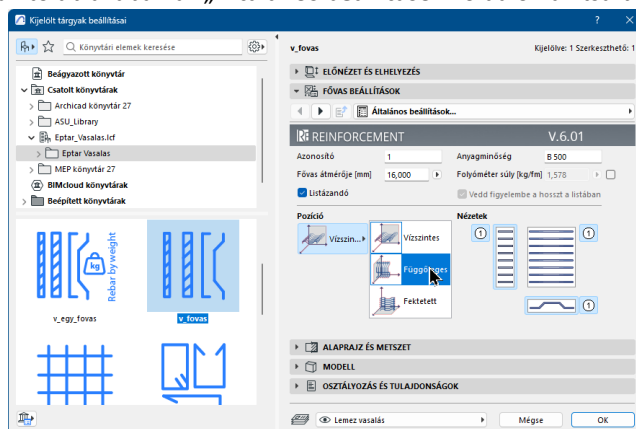 Kijelölt tárgyak beállításai
Könyvtári elemek keresése
Beágyazott könyvtár
Csatolt könyvtárak
Archicad könyvtár 27
ASU_Library
Eptar_Vasalas.lcf
Eptar Vasalas
MEP könyvtár 27
BIMcloud könyvtárak
Beépített könyvtárak
kg
Rebar by weight
v_egy_fovas
v_fovas
v_fovas
Kijelölve: 1 Szerkeszthető: 1
ELŐNÉZET ÉS ELHELYEZÉS
FŐVAS BEÁLLÍTÁSOK
Általános beállítások...
REINFORCEMENT
V.6.01
Azonosító
1
Anyagminőség
B 500
Fővas átmérője [mm]
16,000
Folyóméter súly [kg/fm]
1,578
Listázandó
Vedd figyelembe a hosszt a listában
Pozíció
Nézetek
Vízszin...
Vízszintes
Függőleges
Fektetett
1
1
1
ALAPRAJZ ÉS METSZET
MODELL
OSZTÁLYOZÁS ÉS TULAJDONSÁGOK
Lemez vasalás
Mégse
OK